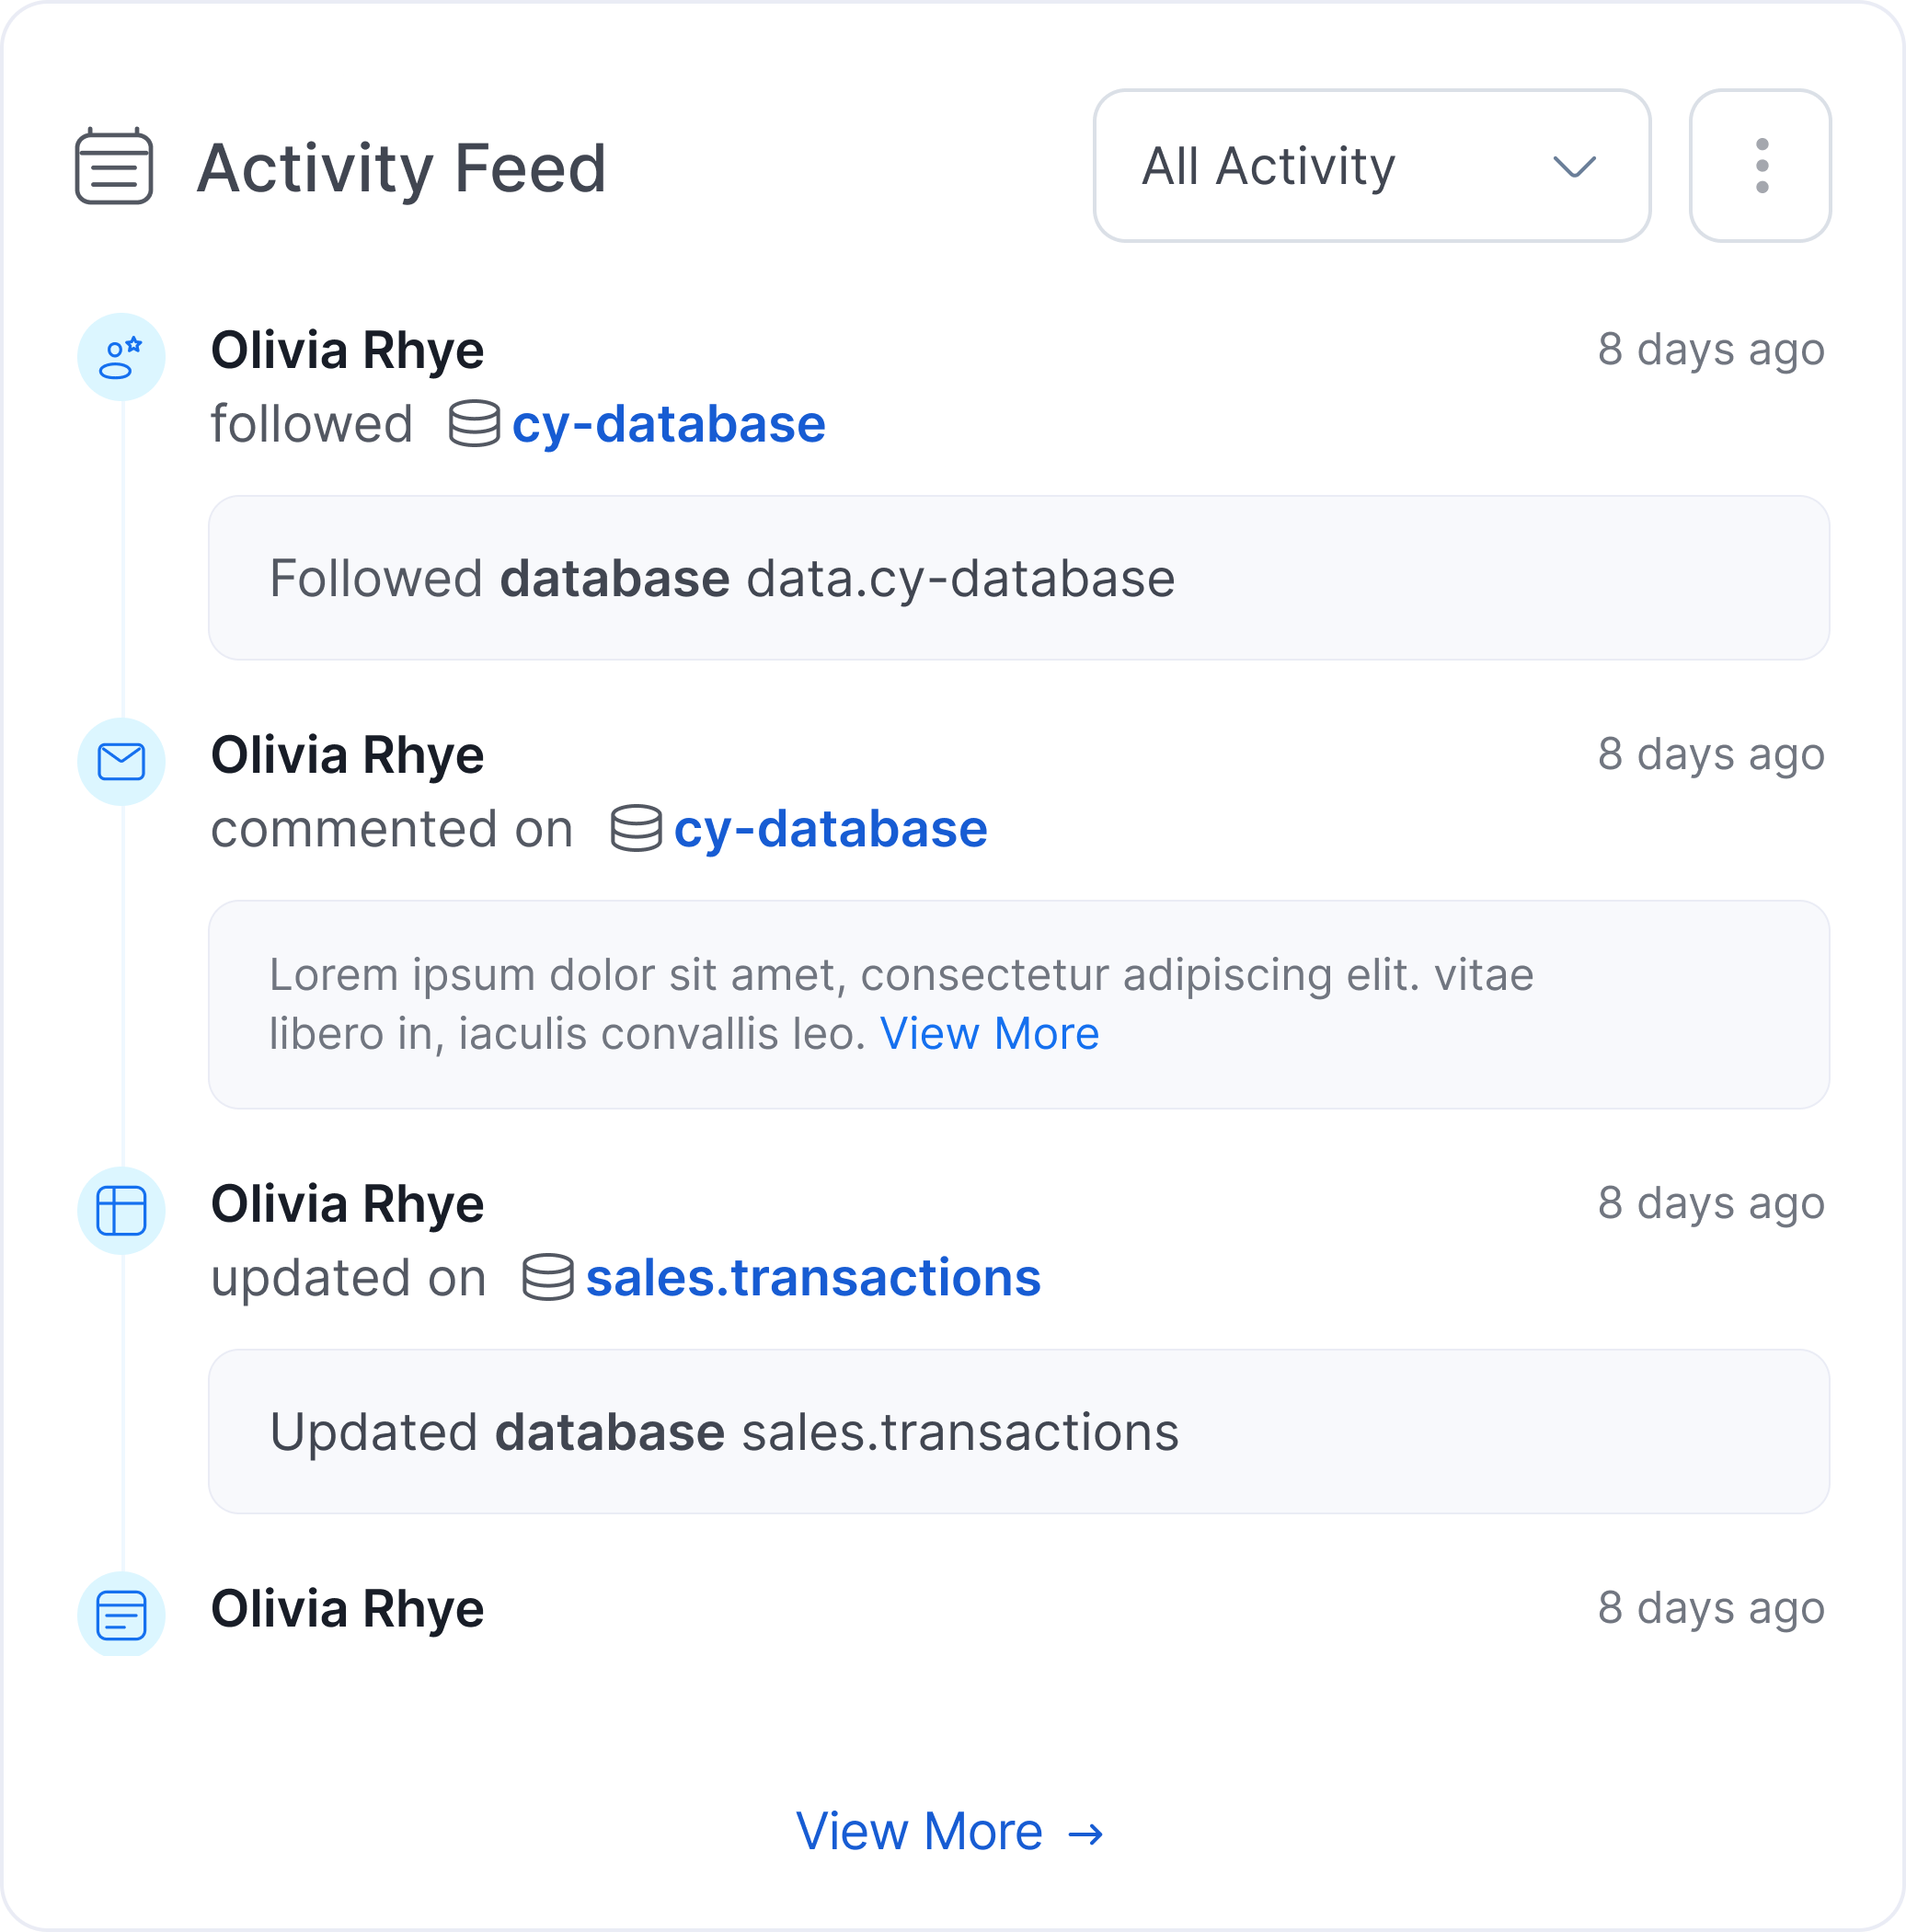 Activity Feed
All Activity
Olivia Rhye
8 days ago
followed cy-database
Followed database data.cy-database
Olivia Rhye
8 days ago
commented on cy-database
Lorem ipsum dolor sit amet, consectetur adipiscing elit. vitae
libero in, iaculis convallis leo. View More
Olivia Rhye
8 days ago
updated on sales.transactions
Updated database sales.transactions
Olivia Rhye
8 days ago
View More →